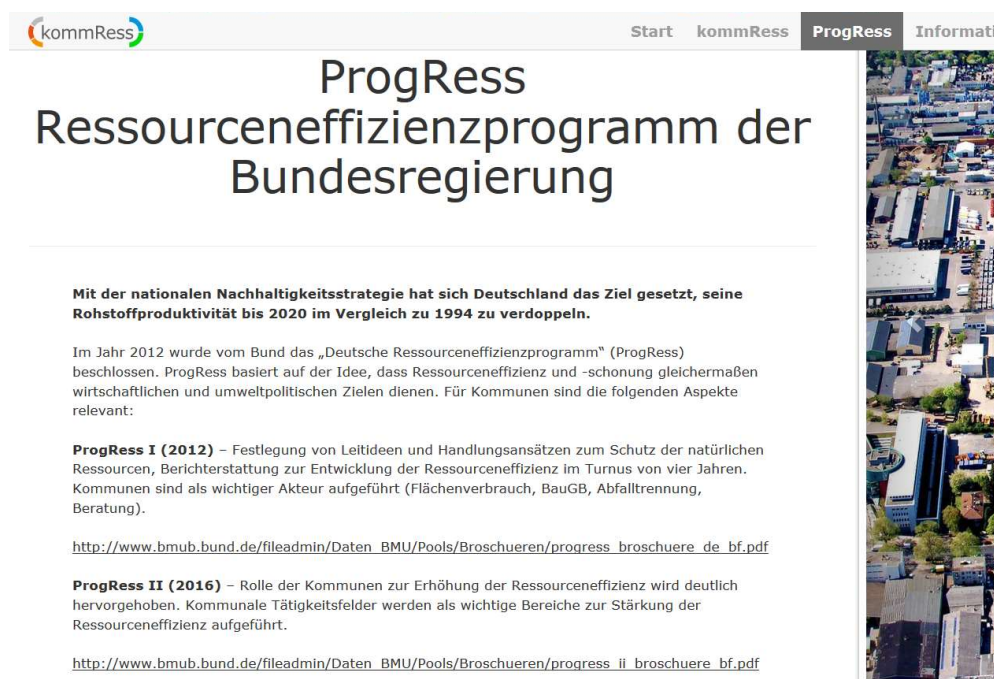 kommRess
Start kommRess ProgRess Informati
ProgRess
Ressourceneffizienzprogramm der
Bundesregierung
Mit der nationalen Nachhaltigkeitsstrategie hat sich Deutschland das Ziel gesetzt, seine
Rohstoffproduktivität bis 2020 im Vergleich zu 1994 zu verdoppeln.
Im Jahr 2012 wurde vom Bund das „Deutsche Ressourceneffizienzprogramm“ (ProgRess)
beschlossen. ProgRess basiert auf der Idee, dass Ressourceneffizienz und -schonung gleichermaßen
wirtschaftlichen und umweltpolitischen Zielen dienen. Für Kommunen sind die folgenden Aspekte
relevant:
ProgRess I (2012) – Festlegung von Leitideen und Handlungsansätzen zum Schutz der natürlichen
Ressourcen, Berichterstattung zur Entwicklung der Ressourceneffizienz im Turnus von vier Jahren.
Kommunen sind als wichtiger Akteur aufgeführt (Flächenverbrauch, BauGB, Abfalltrennung,
Beratung).
http://www.bmub.bund.de/fileadmin/Daten_BMU/Pools/Broschueren/progress_broschuere_de_bf.pdf
ProgRess II (2016) – Rolle der Kommunen zur Erhöhung der Ressourceneffizienz wird deutlich
hervorgehoben. Kommunale Tätigkeitsfelder werden als wichtige Bereiche zur Stärkung der
Ressourceneffizienz aufgeführt.
http://www.bmub.bund.de/fileadmin/Daten_BMU/Pools/Broschueren/progress_ii_broschuere_bf.pdf